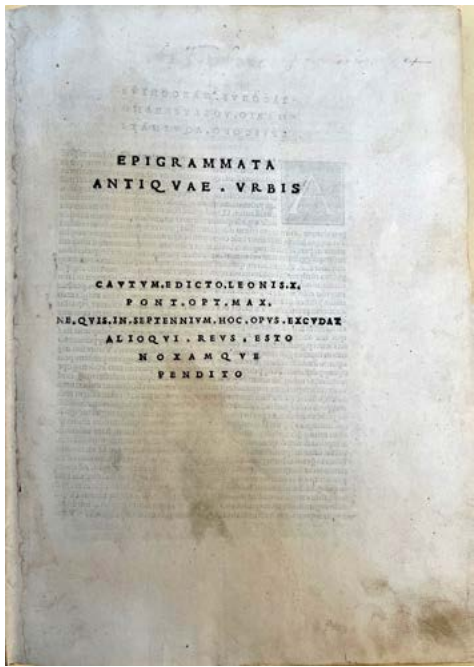 EPIGRAMMATA
ANTIQVAE . VRBIS
CAVTVM.EDICTO.LEONIS.X.
PONT.OPT.MAX.
NE.QVIS.IN.SEPTENNIVM.HOC.OPVS.EXCVDAT
ALIOQVI . REVS . ESTO
NOXAMQVE
PENDITO